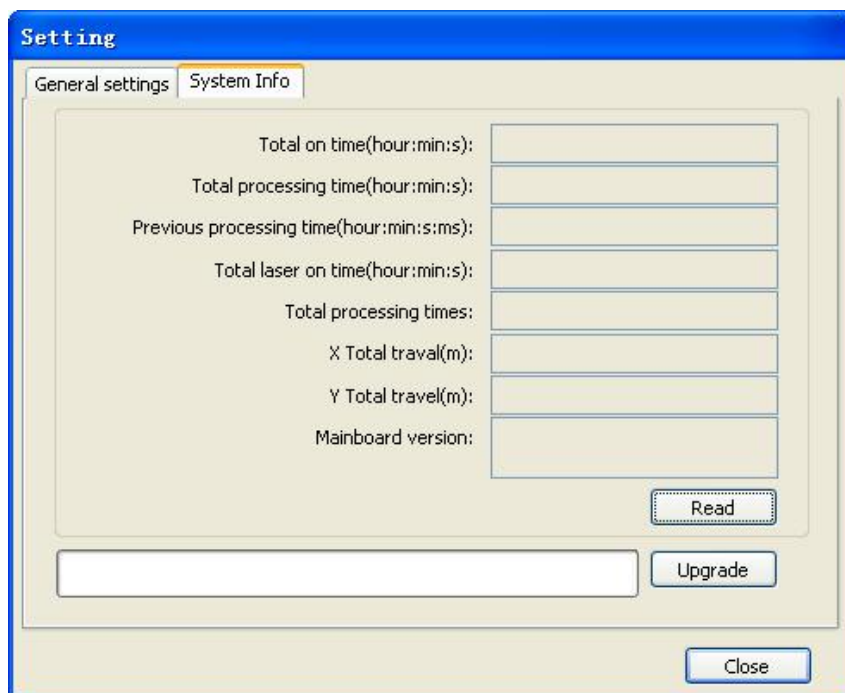 Setting
General settings System Info
Total on time(hour:min:s):
Total processing time(hour:min:s):
Previous processing time(hour:min:s:ms):
Total laser on time(hour:min:s):
Total processing times:
X Total traval(m):
Y Total travel(m):
Mainboard version:
Read
Upgrade
Close